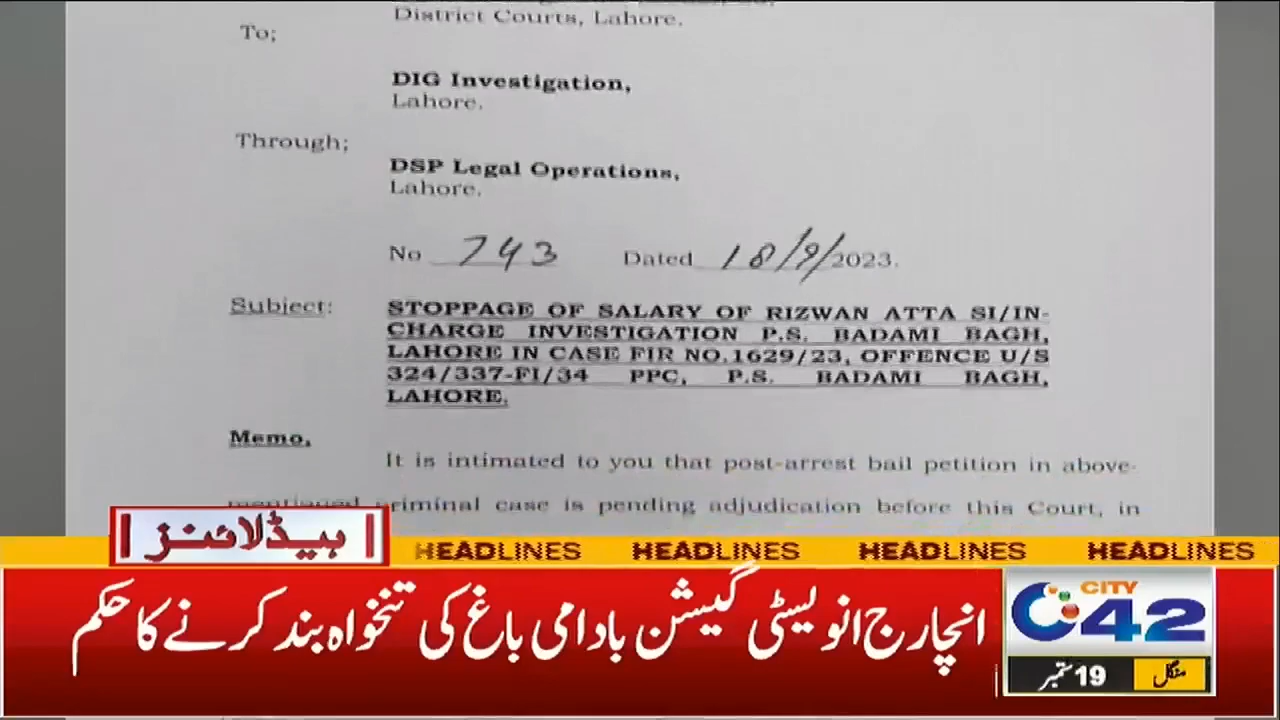 District Courts, Lahore.
To;
DIG Investigation,
Lahore.
Through;
DSP Legal Operations,
Lahore.
No 743 Dated 18/9/2023.
Subject: STOPPAGE OF SALARY OF RIZWAN ATTA SI/IN-
CHARGE INVESTIGATION P.S. BADAMI BAGH,
LAHORE IN CASE FIR NO.1629/23, OFFENCE U/S
324/337-FI/34 PPC, P.S. BADAMI BAGH,
LAHORE.
Memo,
It is intimated to you that post-arrest bail petition in above-
mentioned criminal case is pending adjudication before this Court, in
ہیڈلائنز
HEADLINES HEADLINES HEADLINES HEADLINES
انچارج انویسٹی گیشن بادامی باغ کی تنخواہ بند کرنے کا حکم
CITY
42
منگل 19 ستمبر